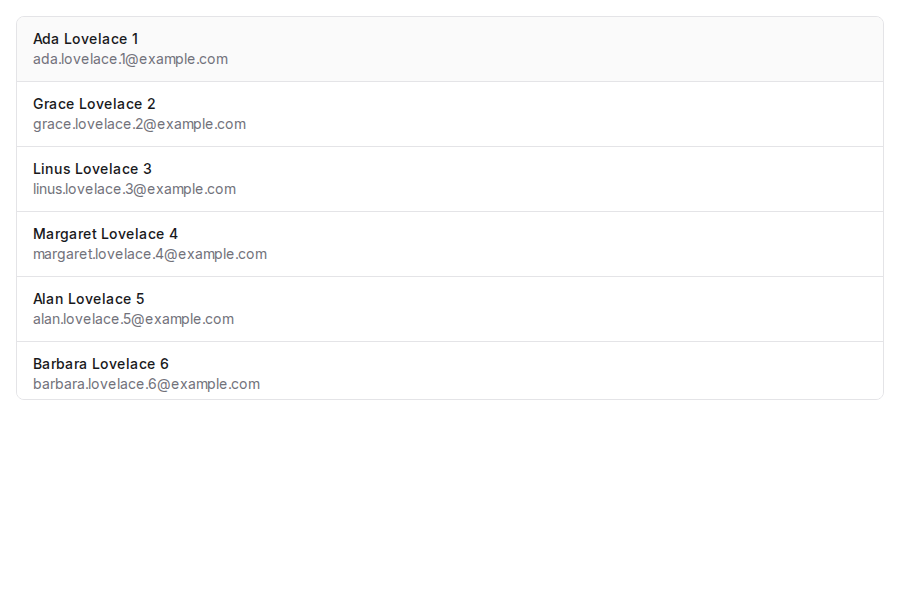 Ada Lovelace 1
ada.lovelace.1@example.com
Grace Lovelace 2
grace.lovelace.2@example.com
Linus Lovelace 3
linus.lovelace.3@example.com
Margaret Lovelace 4
margaret.lovelace.4@example.com
Alan Lovelace 5
alan.lovelace.5@example.com
Barbara Lovelace 6
barbara.lovelace.6@example.com